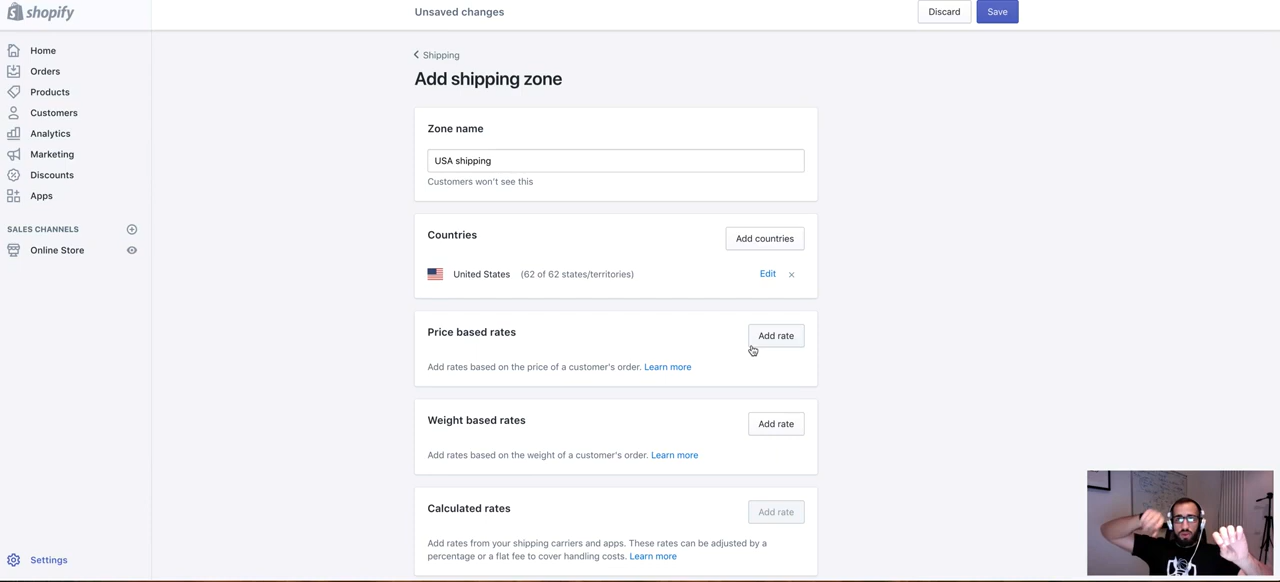 shopify
Unsaved changes
Discard
Save
Home
Orders
Products
Customers
Analytics
Marketing
Discounts
Apps
SALES CHANNELS
Online Store
Settings
Shipping
Add shipping zone
Zone name
USA shipping
Customers won't see this
Countries
Add countries
United States (62 of 62 states/territories)
Edit
Price based rates
Add rate
Add rates based on the price of a customer's order. Learn more
Weight based rates
Add rate
Add rates based on the weight of a customer's order. Learn more
Calculated rates
Add rate
Add rates from your shipping carriers and apps. These rates can be adjusted by a
percentage or a flat fee to cover handling costs. Learn more